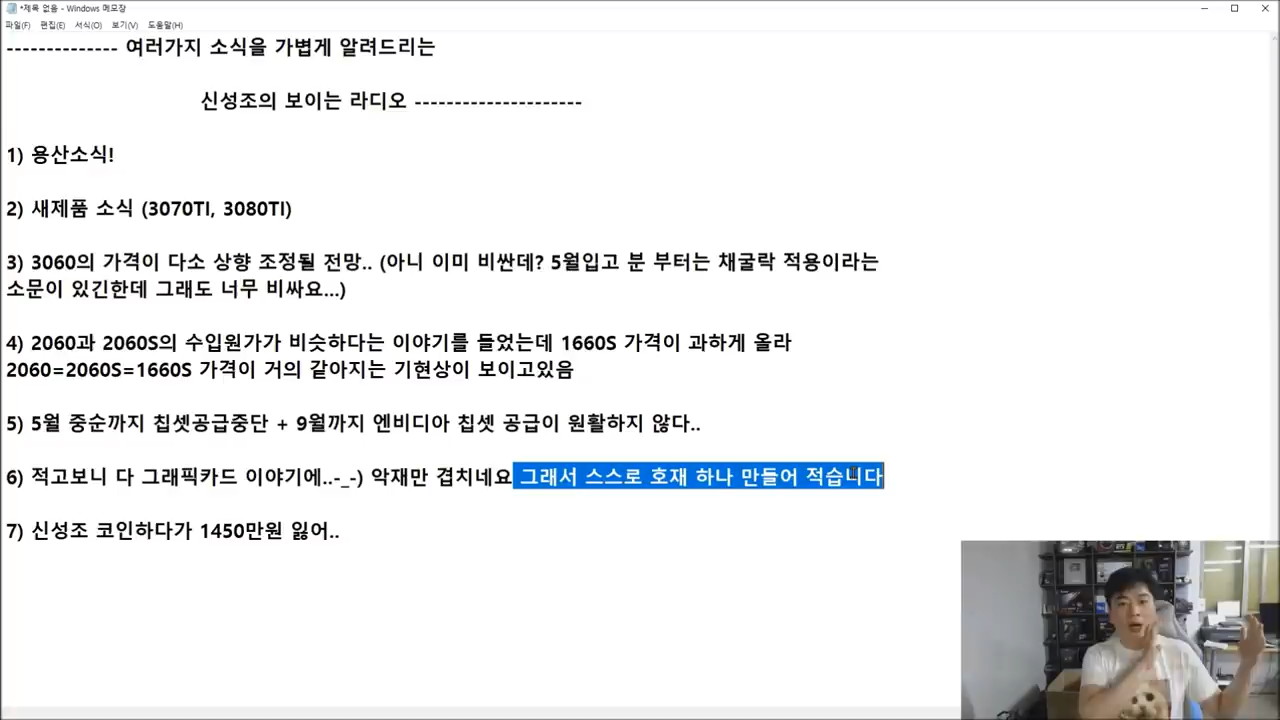 *제목 없음 - Windows 메모장
파일(F) 편집(E) 서식(O) 보기(V) 도움말(H)
-------------- 여러가지 소식을 가볍게 알려드리는
신성조의 보이는 라디오 ---------------------
1) 용산소식!
2) 새제품 소식 (3070TI, 3080TI)
3) 3060의 가격이 다소 상향 조정될 전망.. (아니 이미 비싼데? 5월입고 분 부터는 채굴락 적용이라는
소문이 있긴한데 그래도 너무 비싸요...)
4) 2060과 2060S의 수입원가가 비슷하다는 이야기를 들었는데 1660S 가격이 과하게 올라
2060=2060S=1660S 가격이 거의 같아지는 기현상이 보이고있음
5) 5월 중순까지 칩셋공급중단 + 9월까지 엔비디아 칩셋 공급이 원활하지 않다..
6) 적고보니 다 그래픽카드 이야기에..-_-) 악재만 겹치네요 그래서 스스로 호재 하나 만들어 적습니다
7) 신성조 코인하다가 1450만원 잃어..